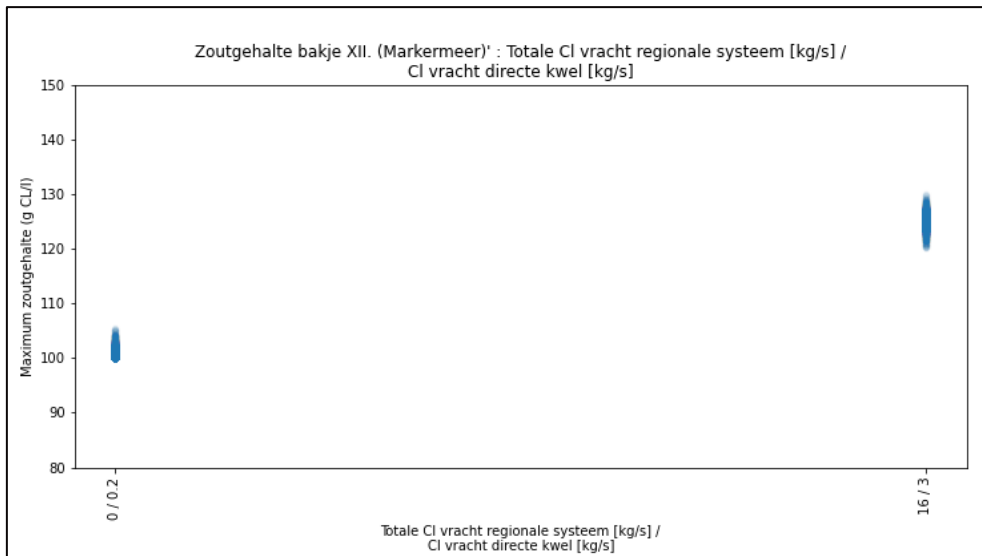 Zoutgehalte bakje XII. (Markermeer)' : Totale Cl vracht regionale systeem [kg/s] /
Cl vracht directe kwel [kg/s]
150
140
130
120
110
100
90
80
Maximum zoutgehalte (g CL/l)
0 / 0.2
16 / 3
Totale Cl vracht regionale systeem [kg/s] /
Cl vracht directe kwel [kg/s]